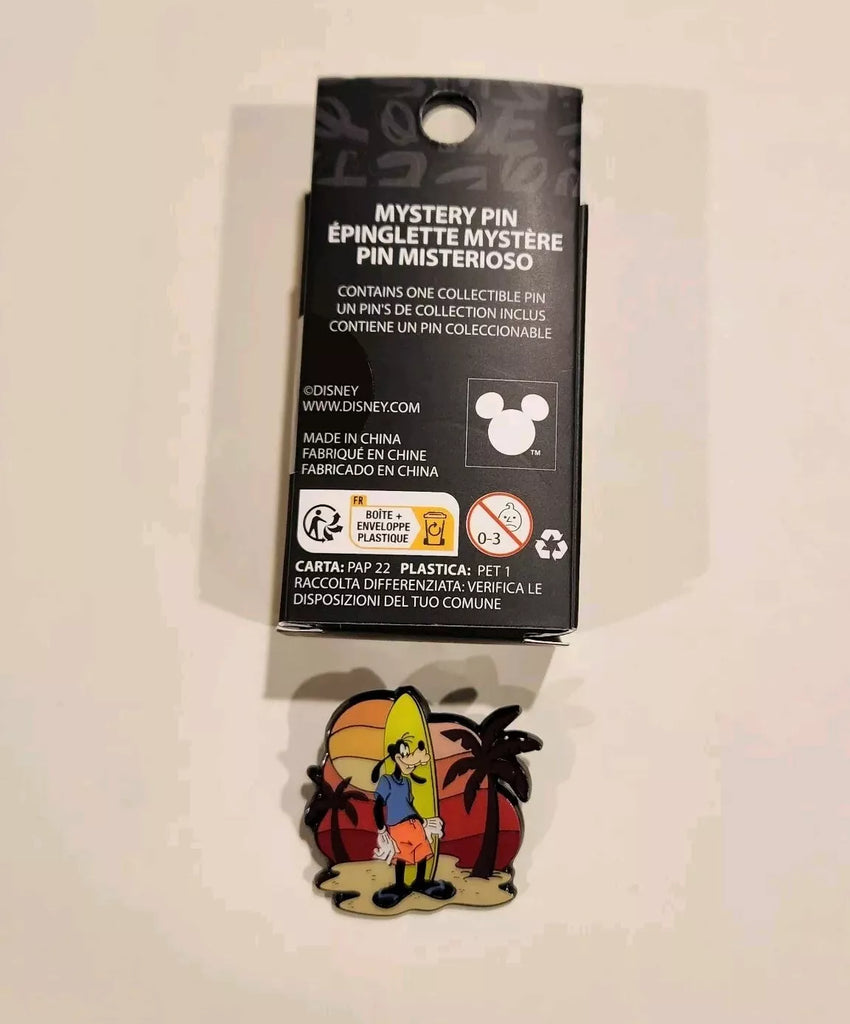 MYSTERY PIN
ÉPINGLETTE MYSTÈRE
PIN MISTERIOSO
CONTAINS ONE COLLECTIBLE PIN
UN PIN'S DE COLLECTION INCLUS
CONTIENE UN PIN COLECCIONABLE
©DISNEY
WWW.DISNEY.COM
TM
MADE IN CHINA
FABRIQUÉ EN CHINE
FABRICADO EN CHINA
FR
BOÎTE +
ENVELOPPE
PLASTIQUE
0-3
CARTA: PAP 22 PLASTICA: PET 1
RACCOLTA DIFFERENZIATA: VERIFICA LE
DISPOSIZIONI DEL TUO COMUNE